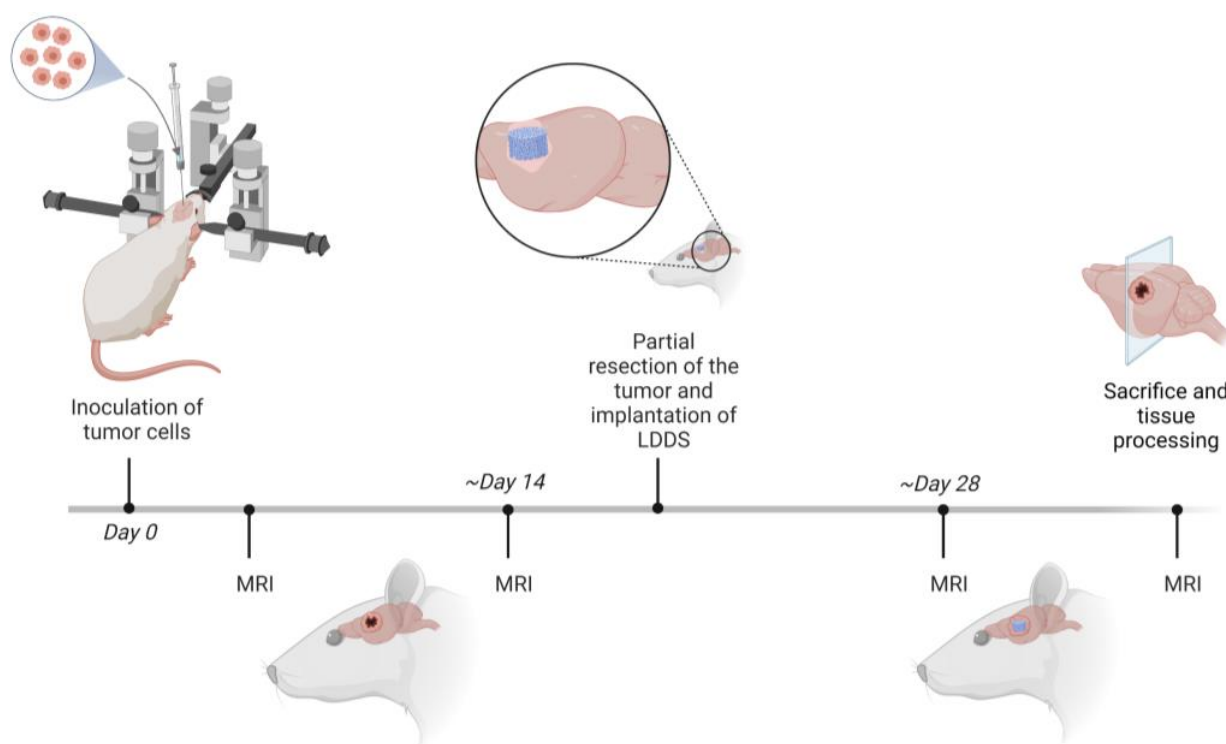 Inoculation of
tumor cells
Partial
resection of the
tumor and
implantation of
LDDS
Sacrifice and
tissue
processing
~Day 14
~Day 28
Day 0
MRI
MRI
MRI
MRI